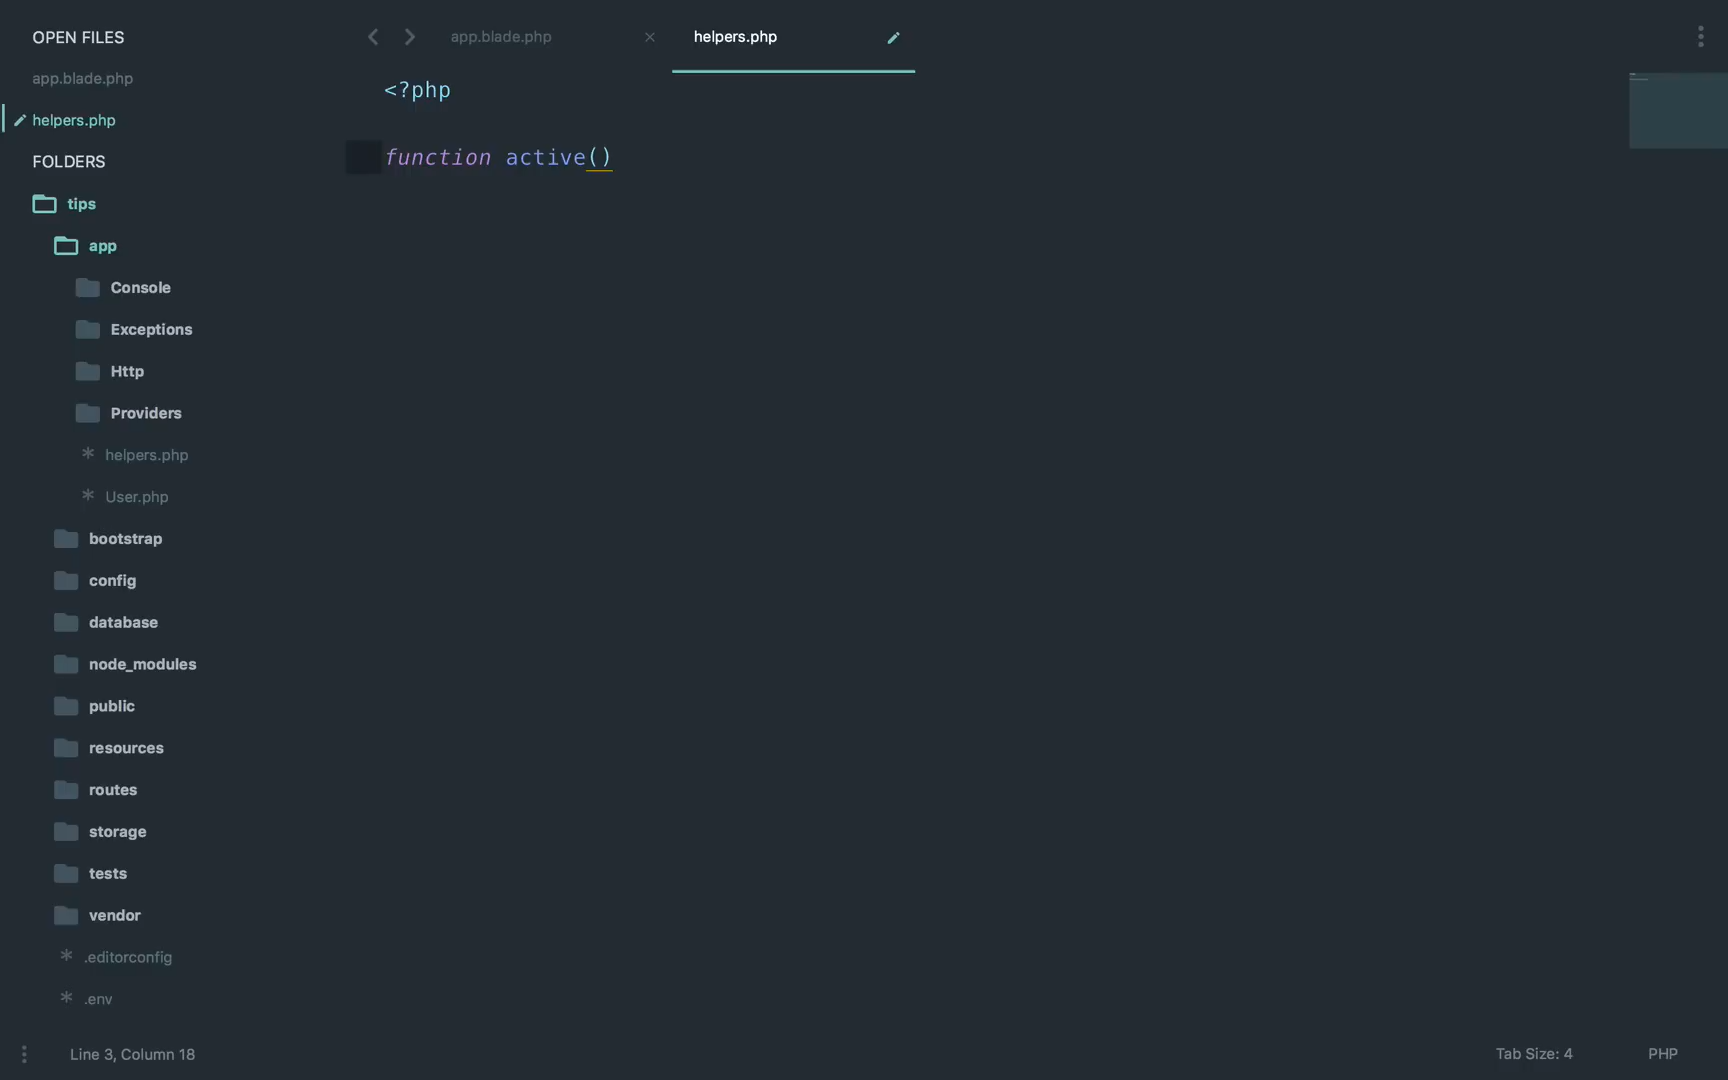 OPEN FILES
app.blade.php
helpers.php
FOLDERS
tips
app
Console
Exceptions
Http
Providers
* helpers.php
* User.php
bootstrap
config
database
node_modules
public
resources
routes
storage
tests
vendor
* .editorconfig
* .env
app.blade.php
helpers.php
<?php
function active()
Line 3, Column 18
Tab Size: 4
PHP